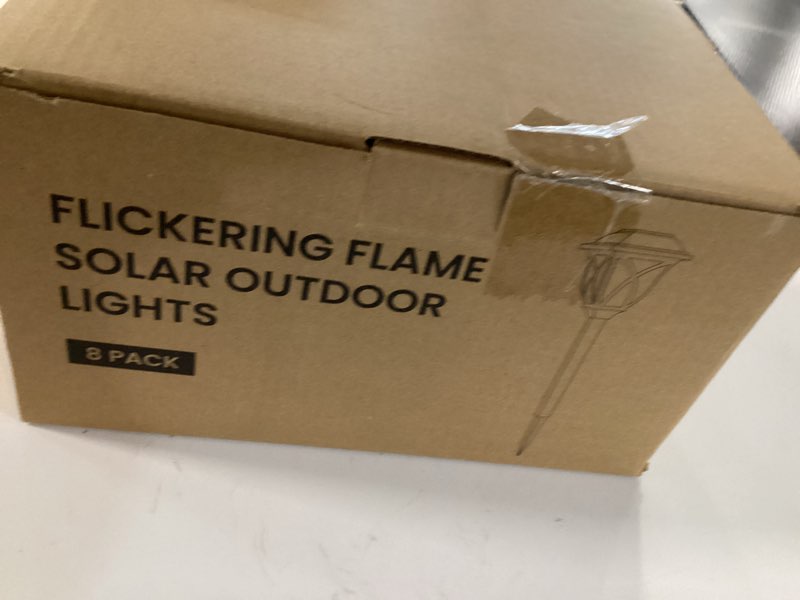 FLICKERING FLAME
SOLAR OUTDOOR
LIGHTS
8 PACK